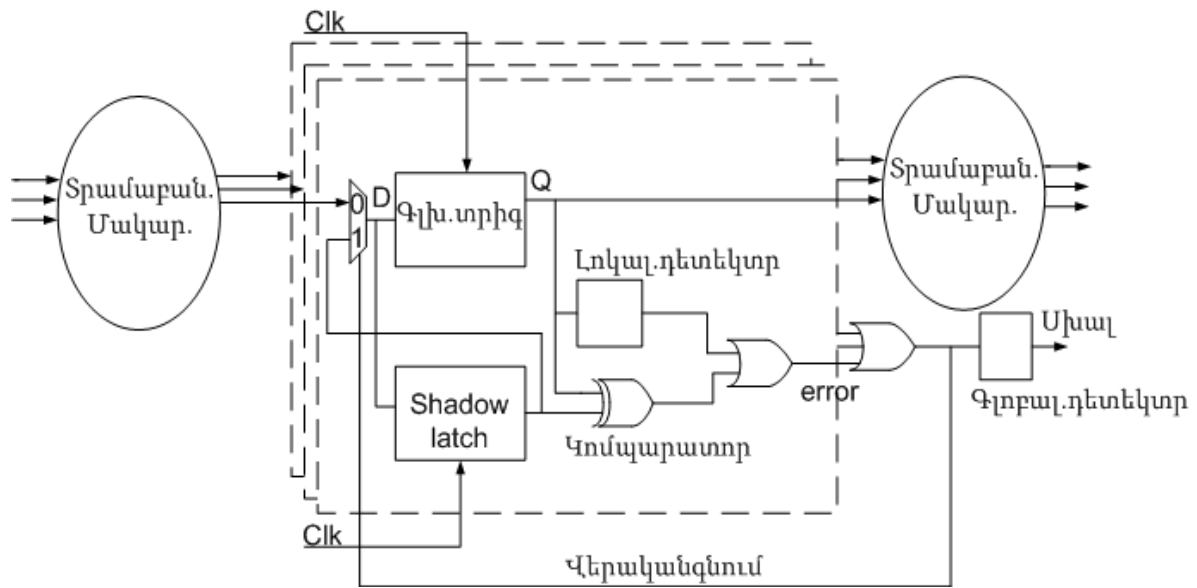 Clk
Տրամաբան.
Մակար.
0
1
D
Գլխ.տրիգ
Q
Տրամաբան.
Մակար.
Լոկալ.դետեկտր
Սխալ
Shadow
latch
error
Գլոբալ.դետեկտր
Կոմպարատոր
Clk
Վերականգնում